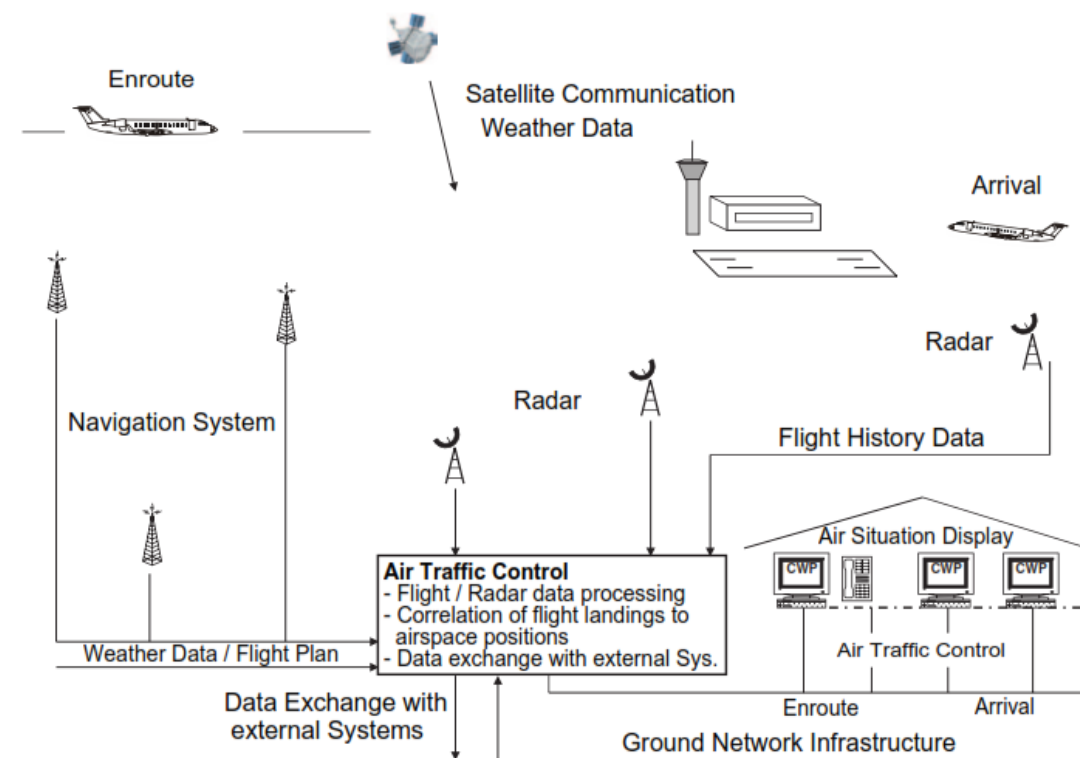 Enroute
Satellite Communication
Weather Data
Arrival
Radar
Radar
Navigation System
Flight History Data
Air Situation Display
CWP
CWP
CWP
Air Traffic Control
- Flight / Radar data processing
- Correlation of flight landings to
airspace positions
- Data exchange with external Sys.
Weather Data / Flight Plan
Air Traffic Control
Data Exchange with
external Systems
Enroute
Arrival
Ground Network Infrastructure